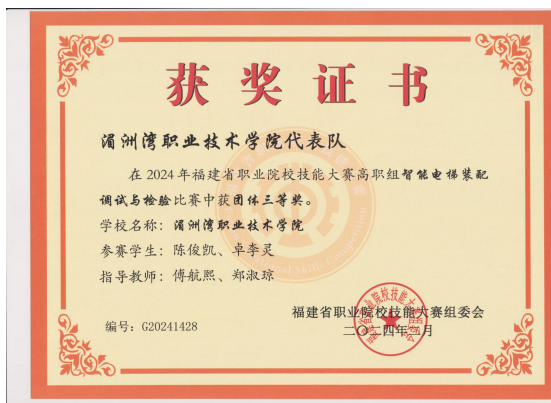 获奖证书
湄洲湾职业技术学院代表队
在2024年福建省职业院校技能大赛高职组智能电梯装配
调试与检验比赛中获团体三等奖。
学校名称：湄洲湾职业技术学院
参赛学生：陈俊凯、卓李灵
指导教师：傅航熙、郑淑琼
福建省职业院校技能大赛组委会
编号：G20241428
二〇二四年 月